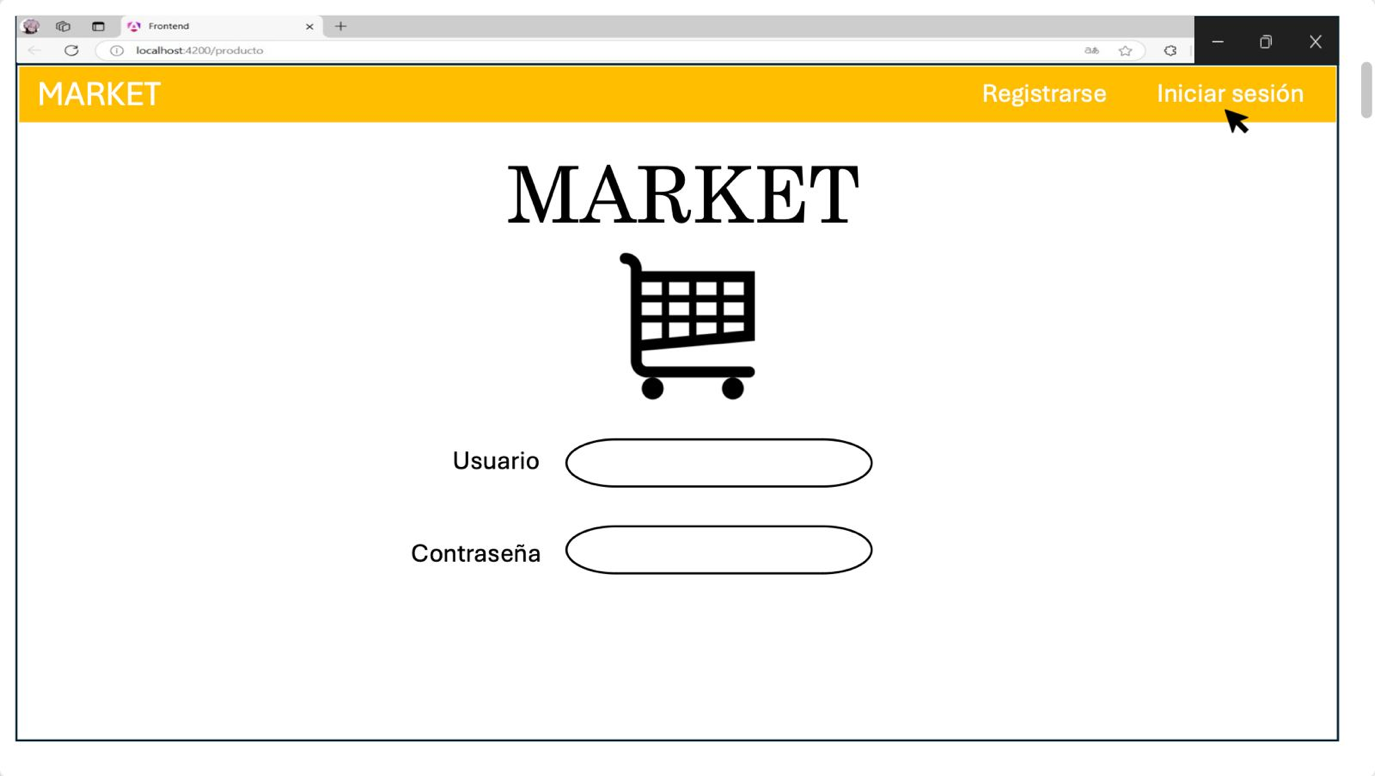 Frontend
localhost:4200/producto
MARKET
Registrarse
Iniciar sesión
MARKET
Usuario
Contraseña